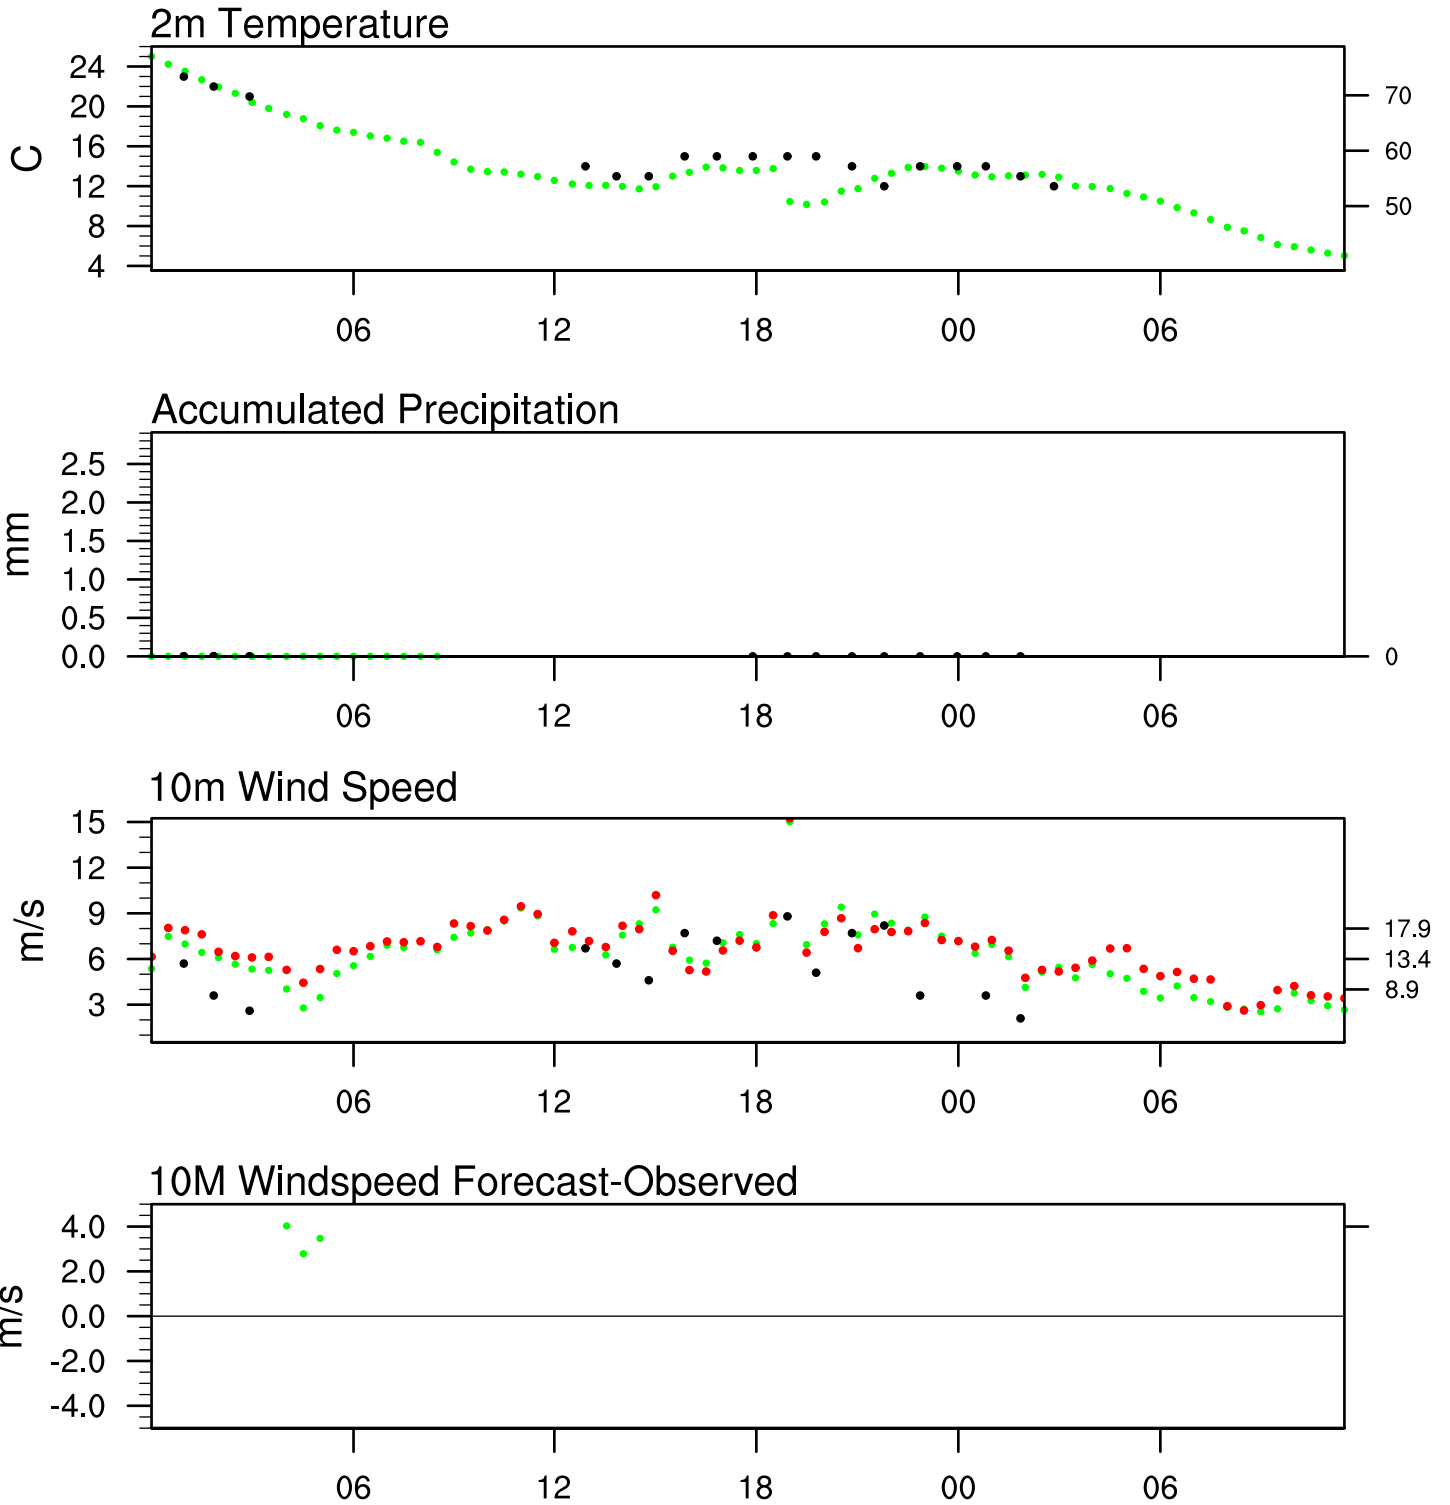 2m Temperature
24
20
16
12
8
4
C
70
60
50
06 12 18 00 06
Accumulated Precipitation
2.5
2.0
1.5
1.0
0.5
0.0
mm
0
06 12 18 00 06
10m Wind Speed
15
12
9
6
3
m/s
17.9
13.4
8.9
06 12 18 00 06
10M Windspeed Forecast-Observed
4.0
2.0
0.0
-2.0
-4.0
m/s
06 12 18 00 06